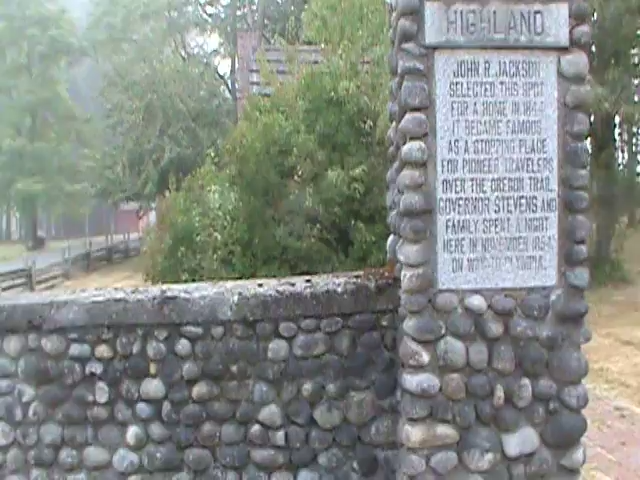 HIGHLAND
JOHN R. JACKSON
SELECTED THIS SPOT
FOR A HOME IN
IT BECAME FAMOUS
AS A STOPPING PLACE
FOR PIONEER TRAVELERS
OVER THE OREGON TRAIL.
GOVERNOR STEVENS AND
FAMILY SPENT A NIGHT
HERE IN NOVEMBER 1854
ON WAY TO OLYMPIA.